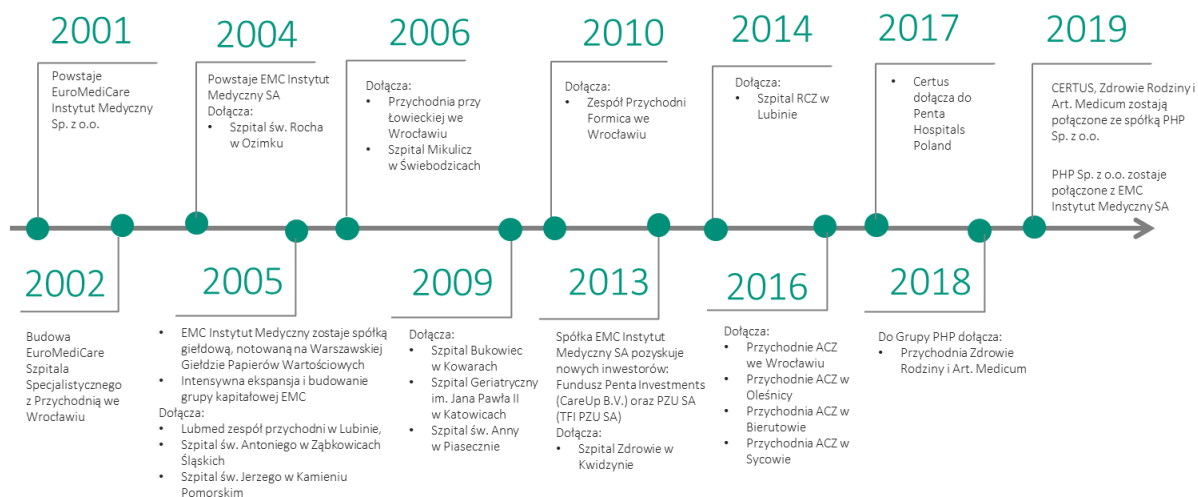 2001
Powstaje
EuroMediCare
Instytut Medyczny
Sp. z o.o.
2004
Powstaje EMC Instytut
Medyczny SA
Dołącza:
• Szpital św. Rocha
w Ozimku
2006
Dołącza:
• Przychodnia przy
Łowieckiej we
Wrocławiu
• Szpital Mikulicz
w Świebodzicach
2010
Dołącza:
• Zespół Przychodni
Formica we
Wrocławiu
2014
Dołącza:
• Szpital RCZ w
Lubinie
2017
• Certus
dołącza do
Penta
Hospitals
Poland
2019
CERTUS, Zdrowie Rodziny i
Art. Medicum zostają
połączone ze spółką PHP
Sp. z o.o.
PHP Sp. z o.o. zostaje
połączone z EMC
Instytut Medyczny SA
2002
Budowa
EuroMediCare
Szpitala
Specjalistycznego
z Przychodnią we
Wrocławiu
2005
• EMC Instytut Medyczny zostaje spółką
giełdową, notowaną na Warszawskiej
Giełdzie Papierów Wartościowych
• Intensywna ekspansja i budowanie
grupy kapitałowej EMC
Dołącza:
• Lubmed zespół przychodni w Lubinie,
• Szpital św. Antoniego w Ząbkowicach
Śląskich
• Szpital św. Jerzego w Kamieniu
Pomorskim
2009
Dołącza:
• Szpital Bukowiec
w Kowarach
• Szpital Geriatryczny
im. Jana Pawła II
w Katowicach
• Szpital św. Anny
w Piasecznie
2013
Spółka EMC Instytut
Medyczny SA pozyskuje
nowych inwestorów:
Fundusz Penta Investments
(CareUp B.V.) oraz PZU SA
(TFI PZU SA)
Dołącza:
• Szpital Zdrowie w
Kwidzynie
2016
Dołącza:
• Przychodnie ACZ
we Wrocławiu
• Przychodnie ACZ w
Oleśnicy
• Przychodnia ACZ w
Bierutowie
• Przychodnia ACZ w
Sycowie
2018
Do Grupy PHP dołącza:
• Przychodnia Zdrowie
Rodziny i Art. Medicum